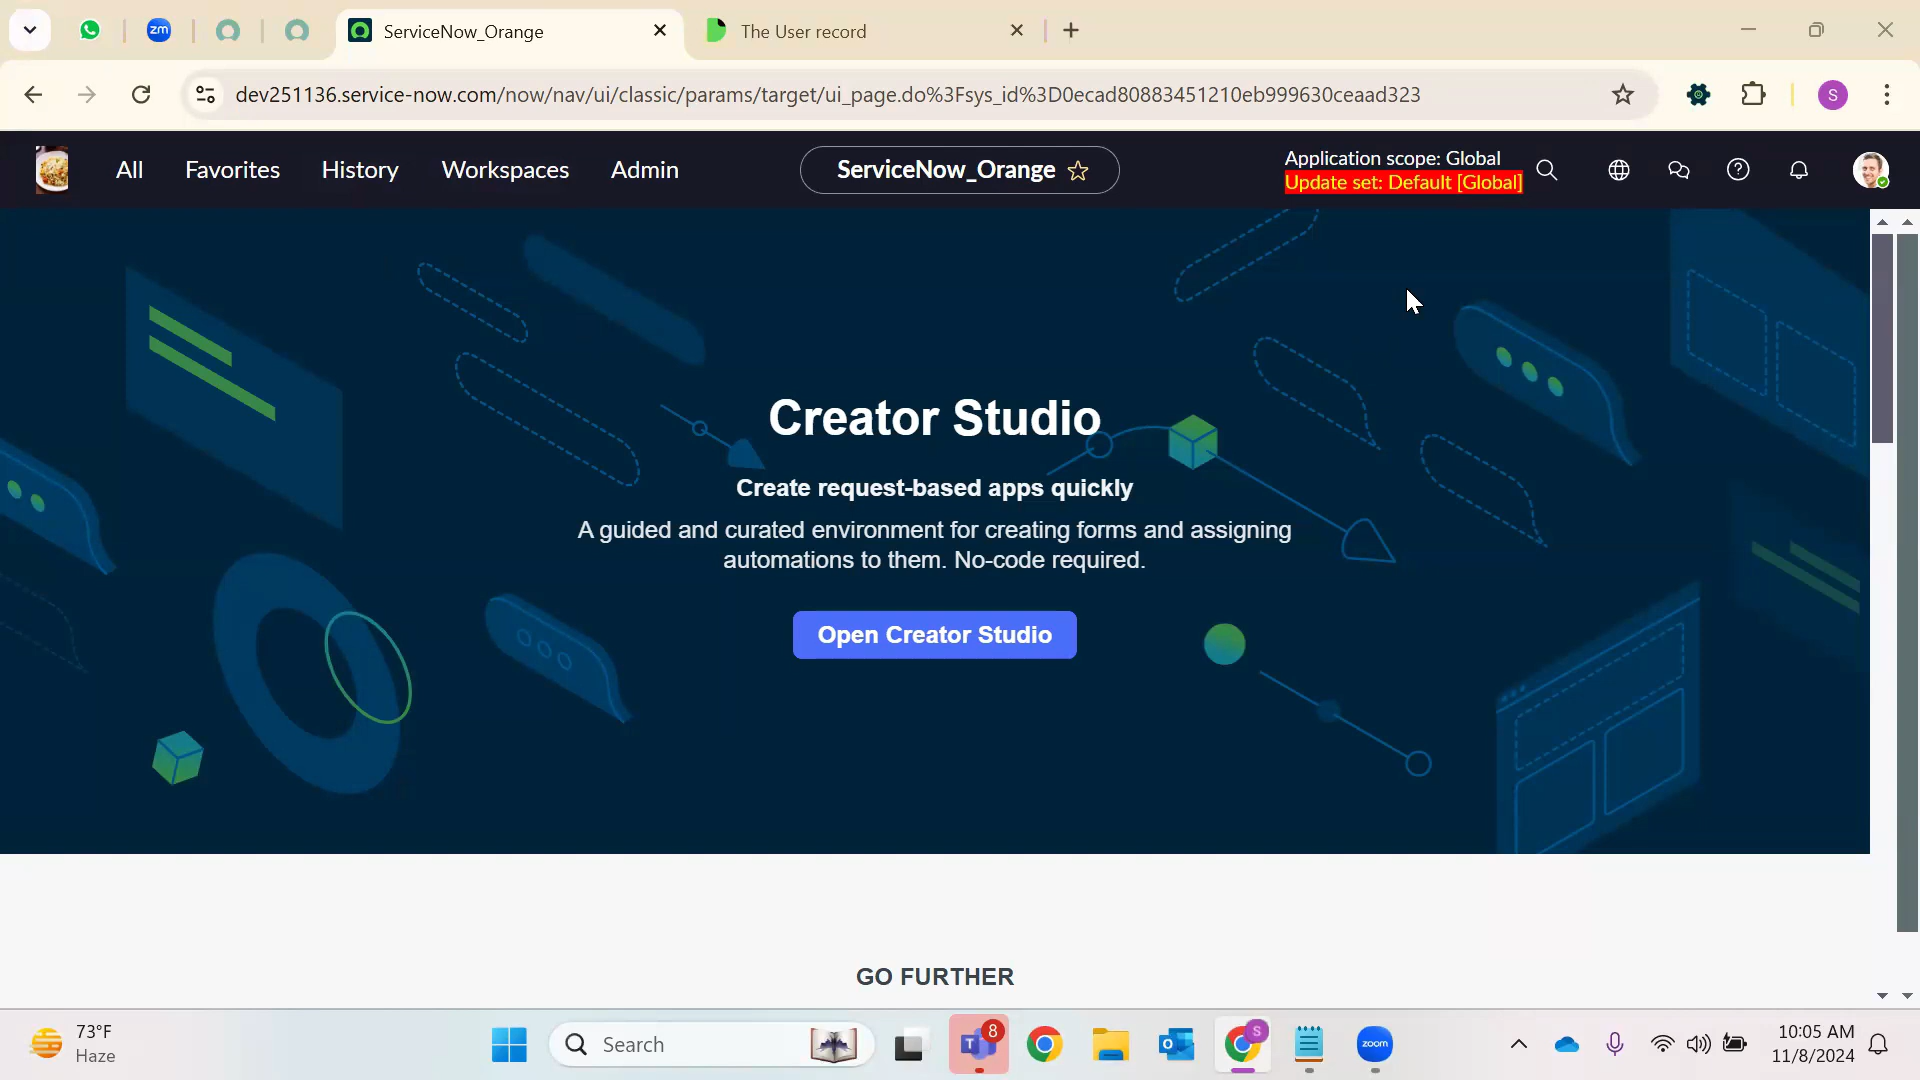 zm
ServiceNow_Orange
The User record
dev251136.service-now.com/now/nav/ui/classic/params/target/ui_page.do%3Fsys_id%3D0ecad80883451210eb999630ceaad323
S
All
Favorites
History
Workspaces
Admin
ServiceNow_Orange
Application scope: Global
Update set: Default [Global]
Creator Studio
Create request-based apps quickly
A guided and curated environment for creating forms and assigning
automations to them. No-code required.
Open Creator Studio
GO FURTHER
73°F
Haze
Search
T
8
O
S
zoom
10:05 AM
11/8/2024